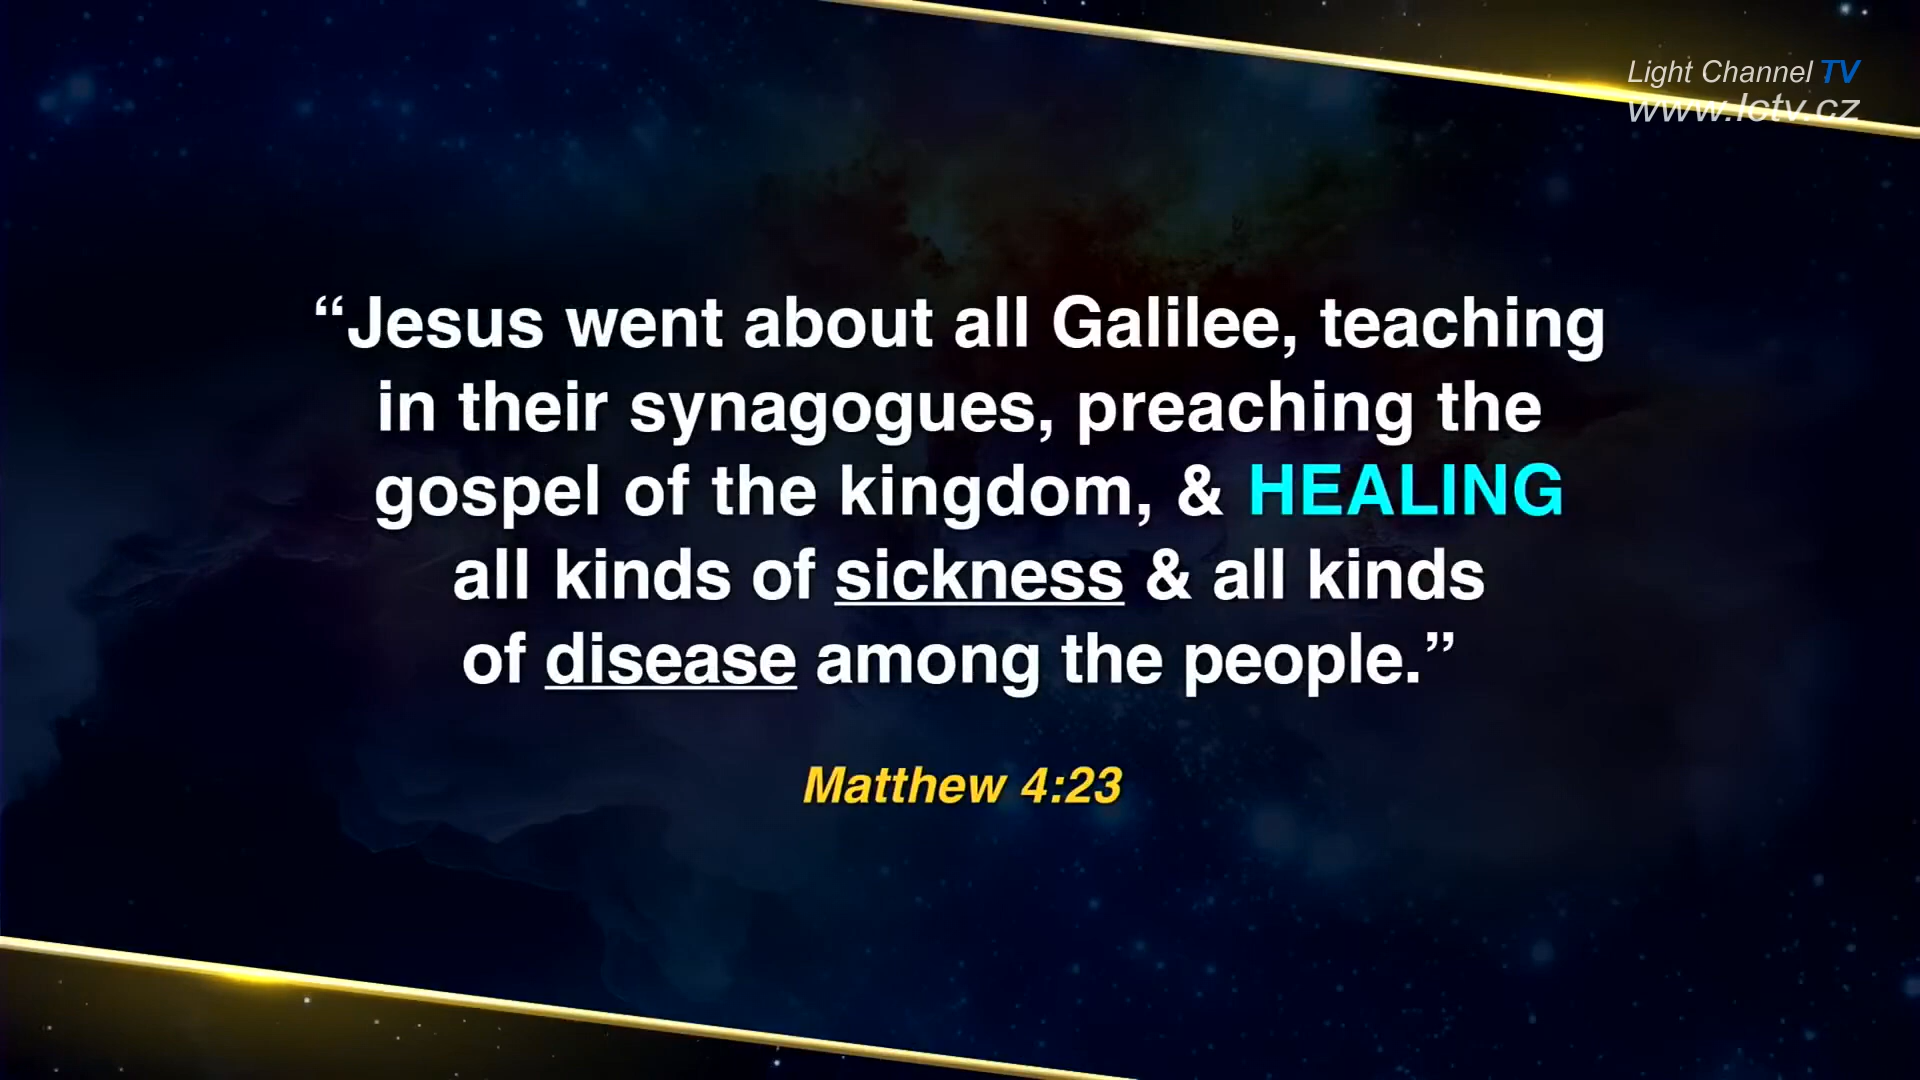 Light Channel TV
www.lctv.cz
“Jesus went about all Galilee, teaching
in their synagogues, preaching the
gospel of the kingdom, & HEALING
all kinds of sickness & all kinds
of disease among the people.”
Matthew 4:23